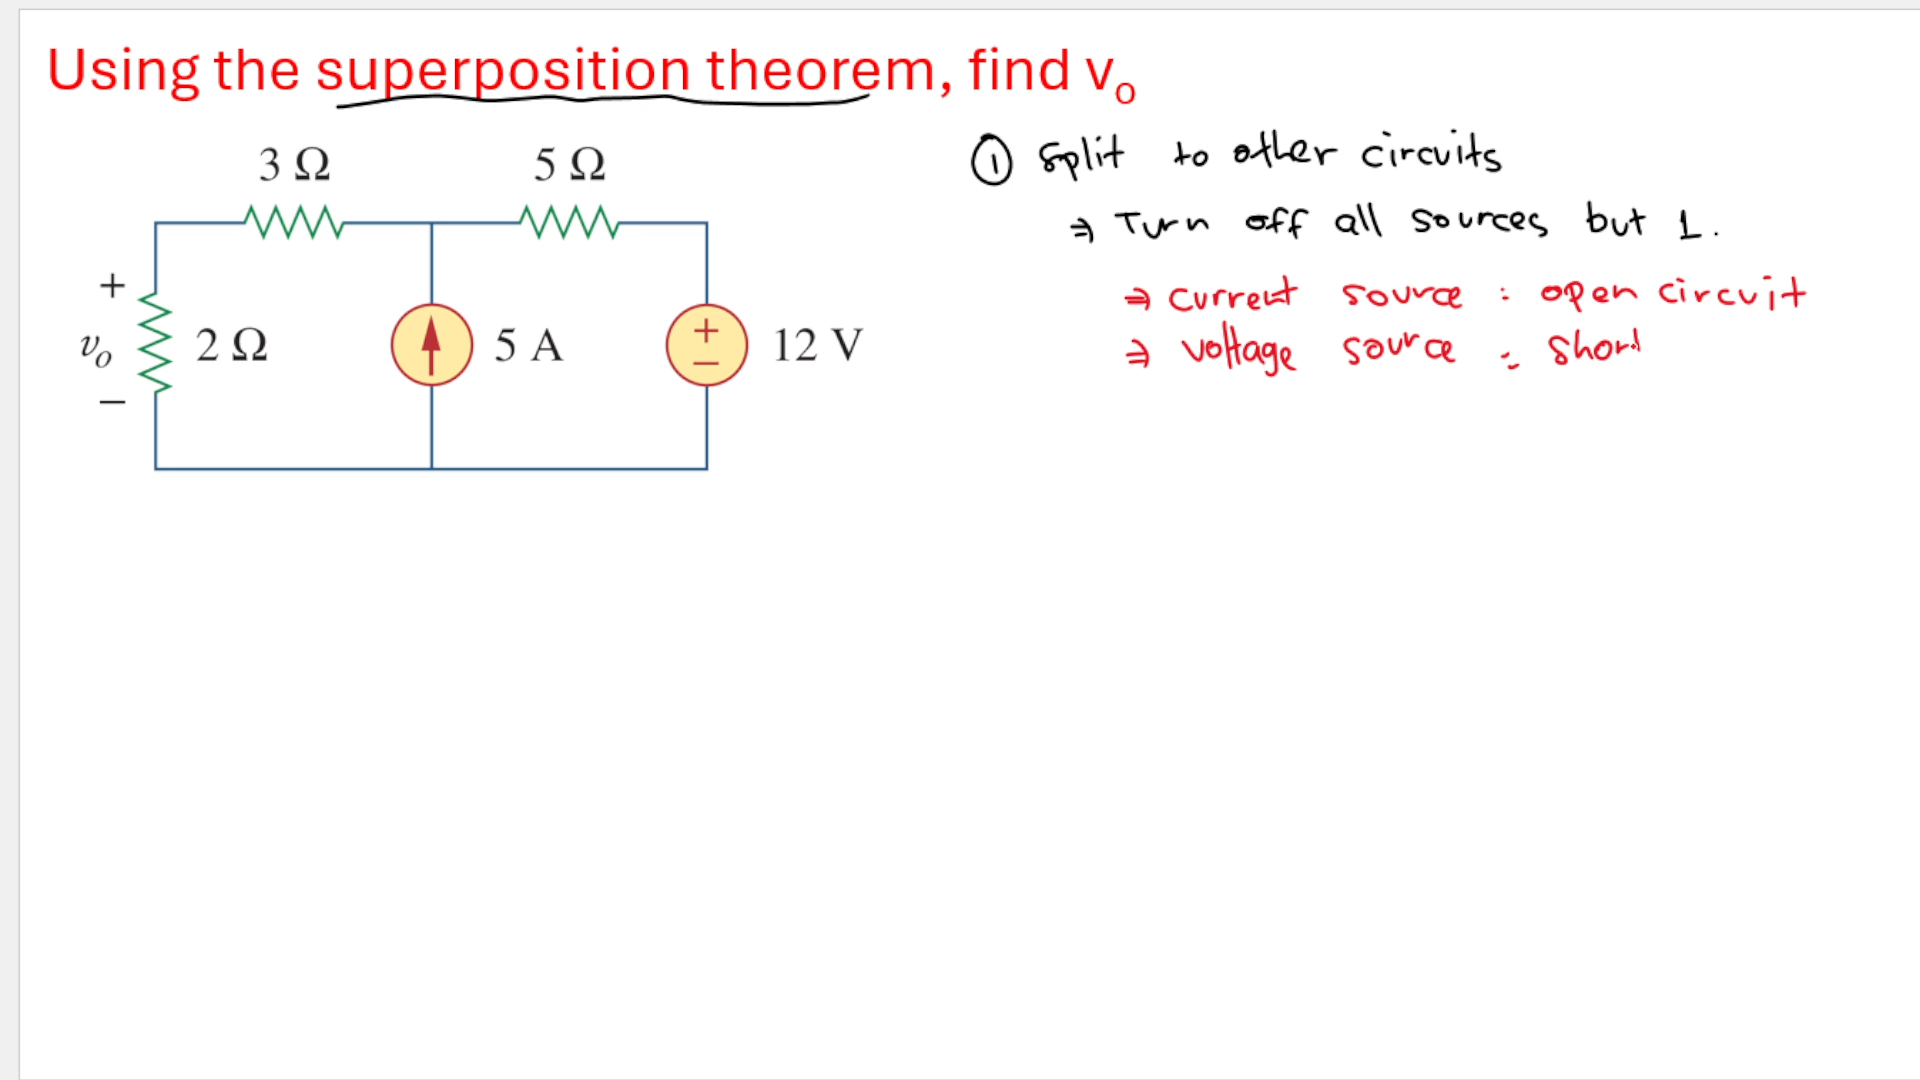 Using the superposition theorem, find vo
3 Ω
5 Ω
① Split to other circuits
⇒ Turn off all sources but 1.
⇒ current source : open circuit
⇒ voltage source : short
+
vo
−
2 Ω
5 A
+
−
12 V